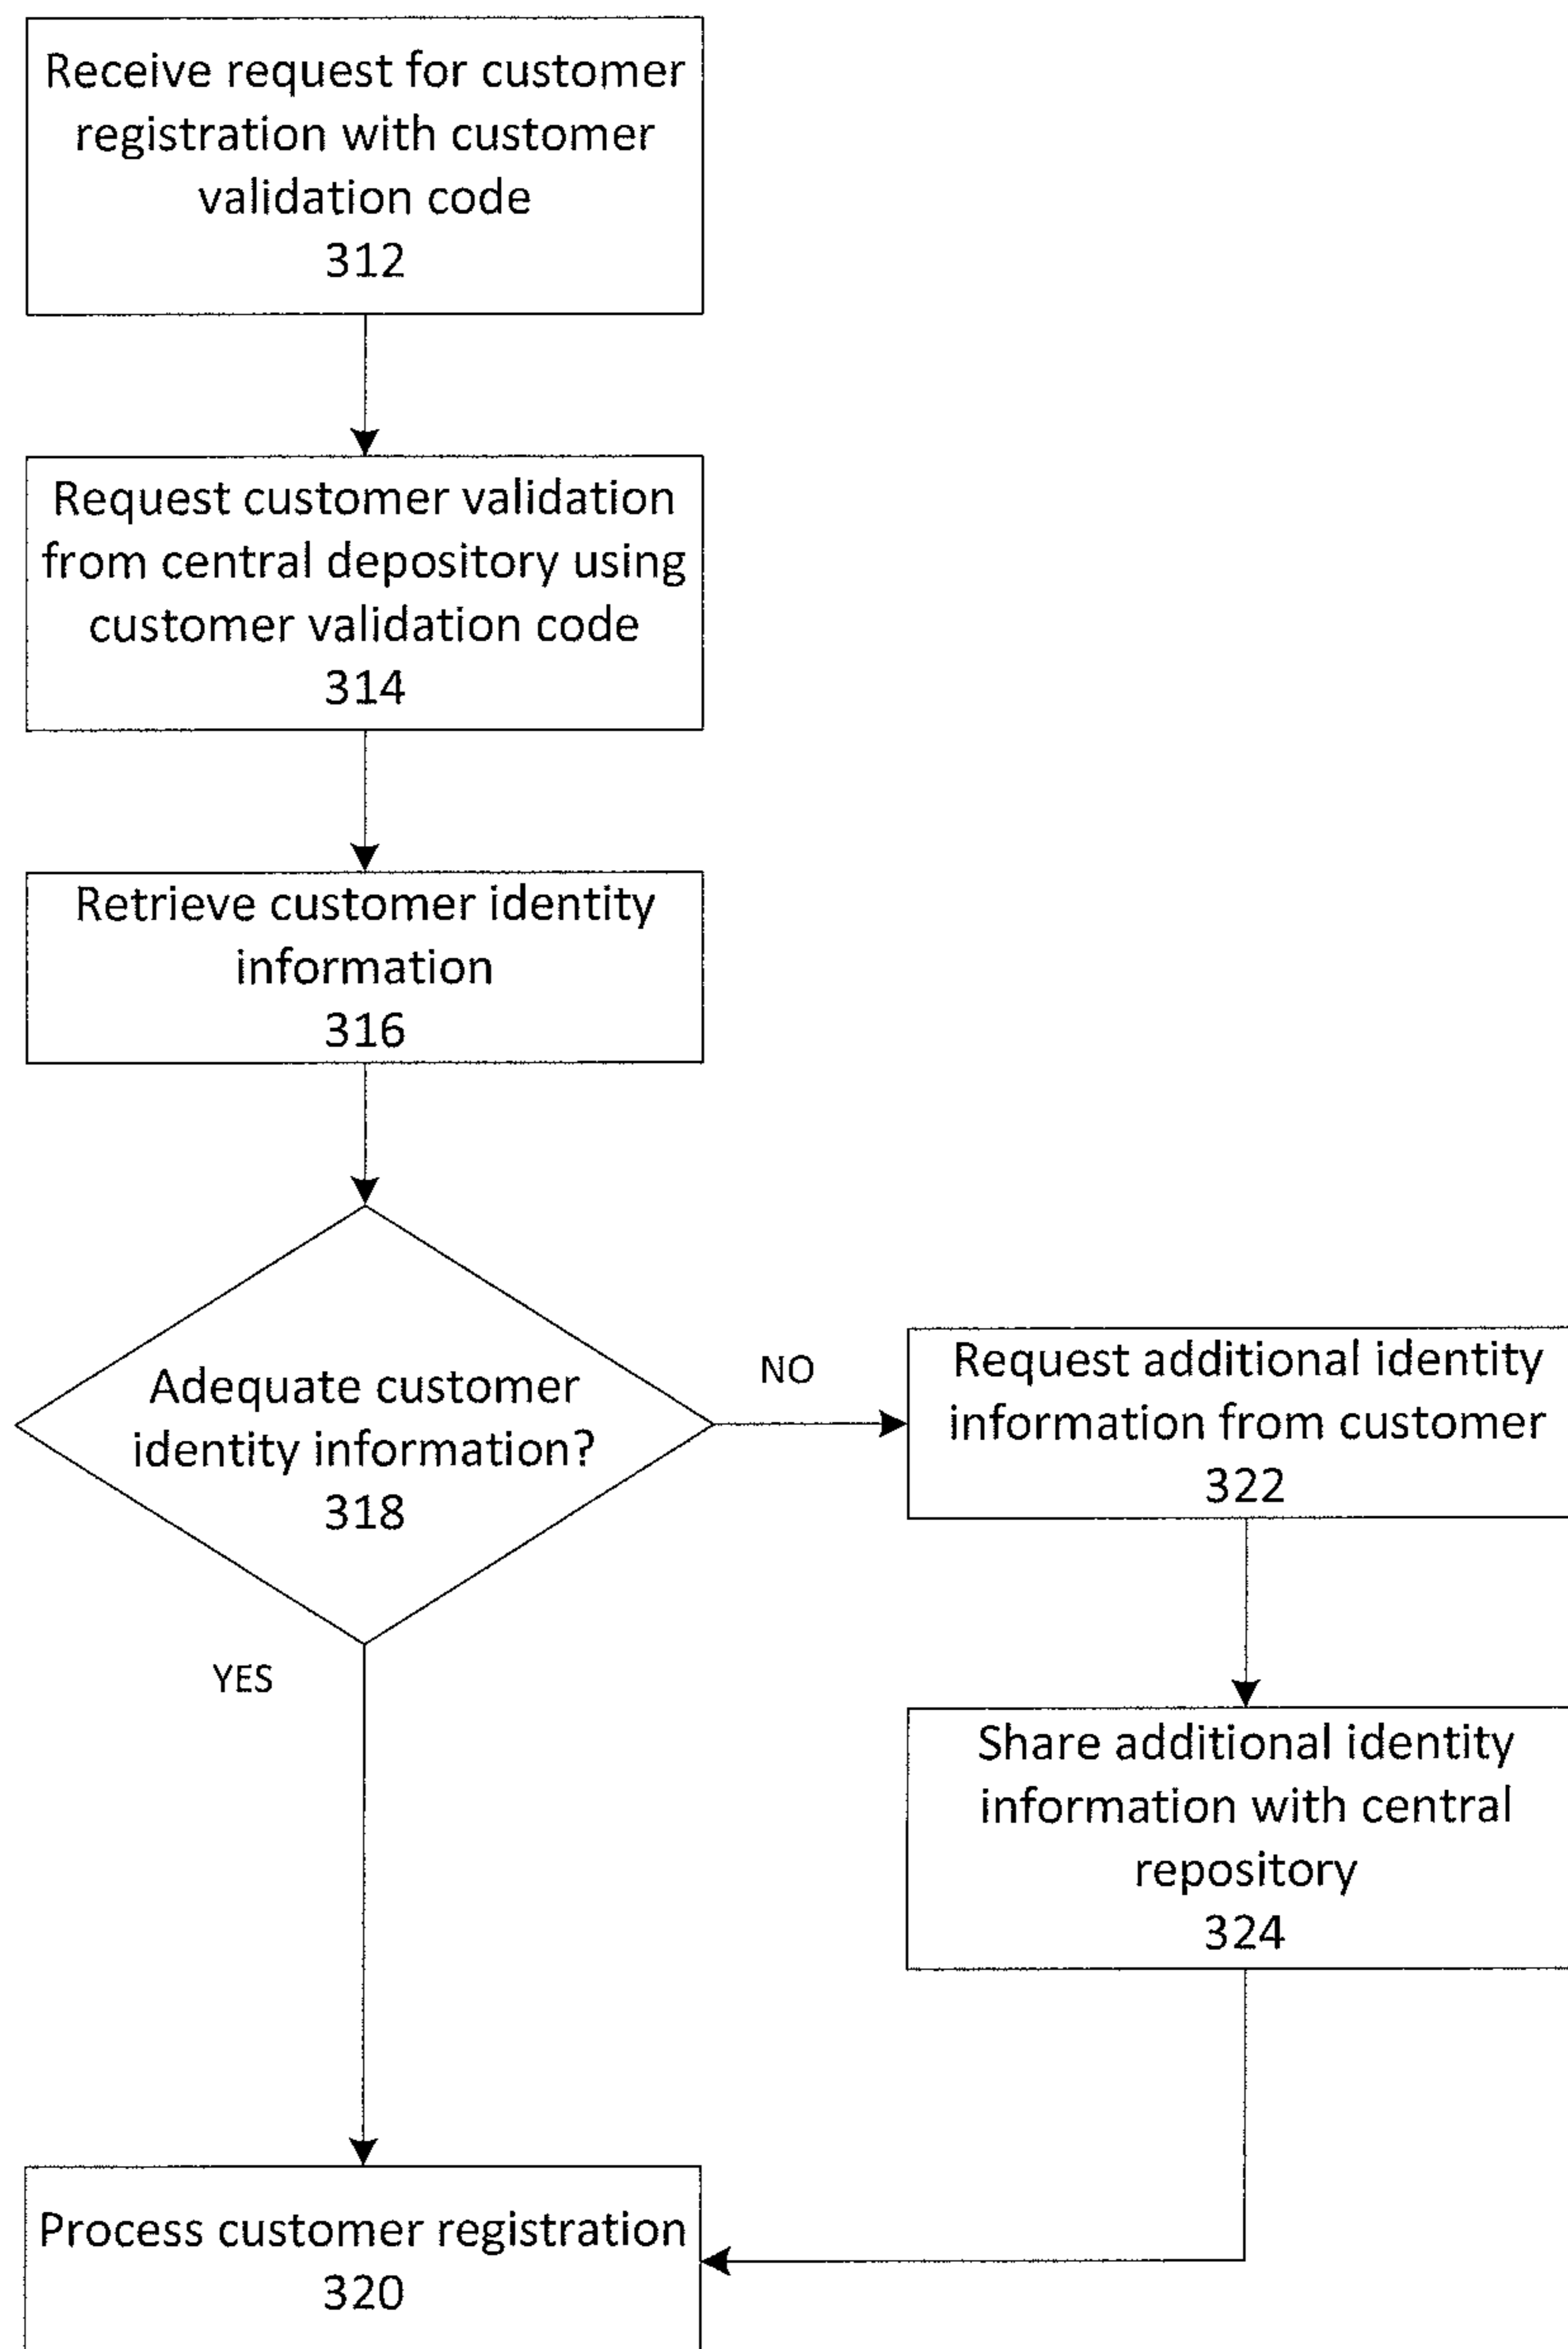 Receive request for customer
registration with customer
validation code
312
Request customer validation
from central depository using
customer validation code
314
Retrieve customer identity
information
316
Adequate customer
identity information?
318
NO
Request additional identity
information from customer
322
YES
Share additional identity
information with central
repository
324
Process customer registration
320